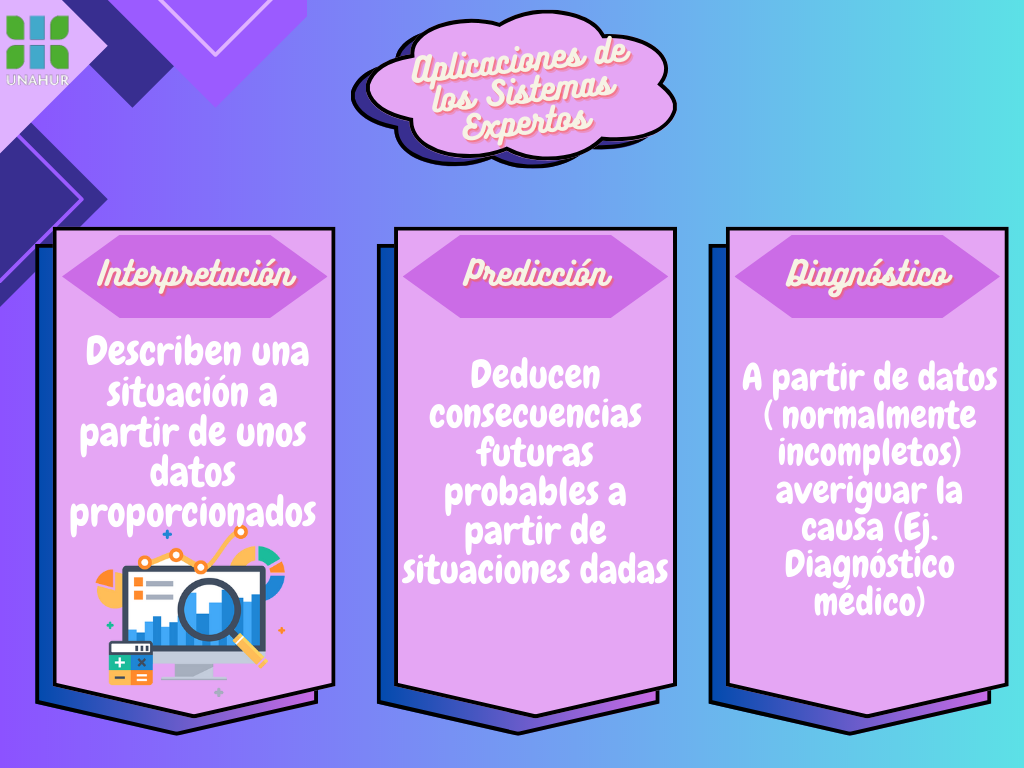 UNAHUR
Aplicaciones de
los Sistemas
Expertos
Interpretación
Describen una
situación a
partir de unos
datos
proporcionados
Predicción
Deducen
consecuencias
futuras
probables a
partir de
situaciones dadas
Diagnóstico
A partir de datos
( normalmente
incompletos)
averiguar la
causa (Ej.
Diagnóstico
médico)